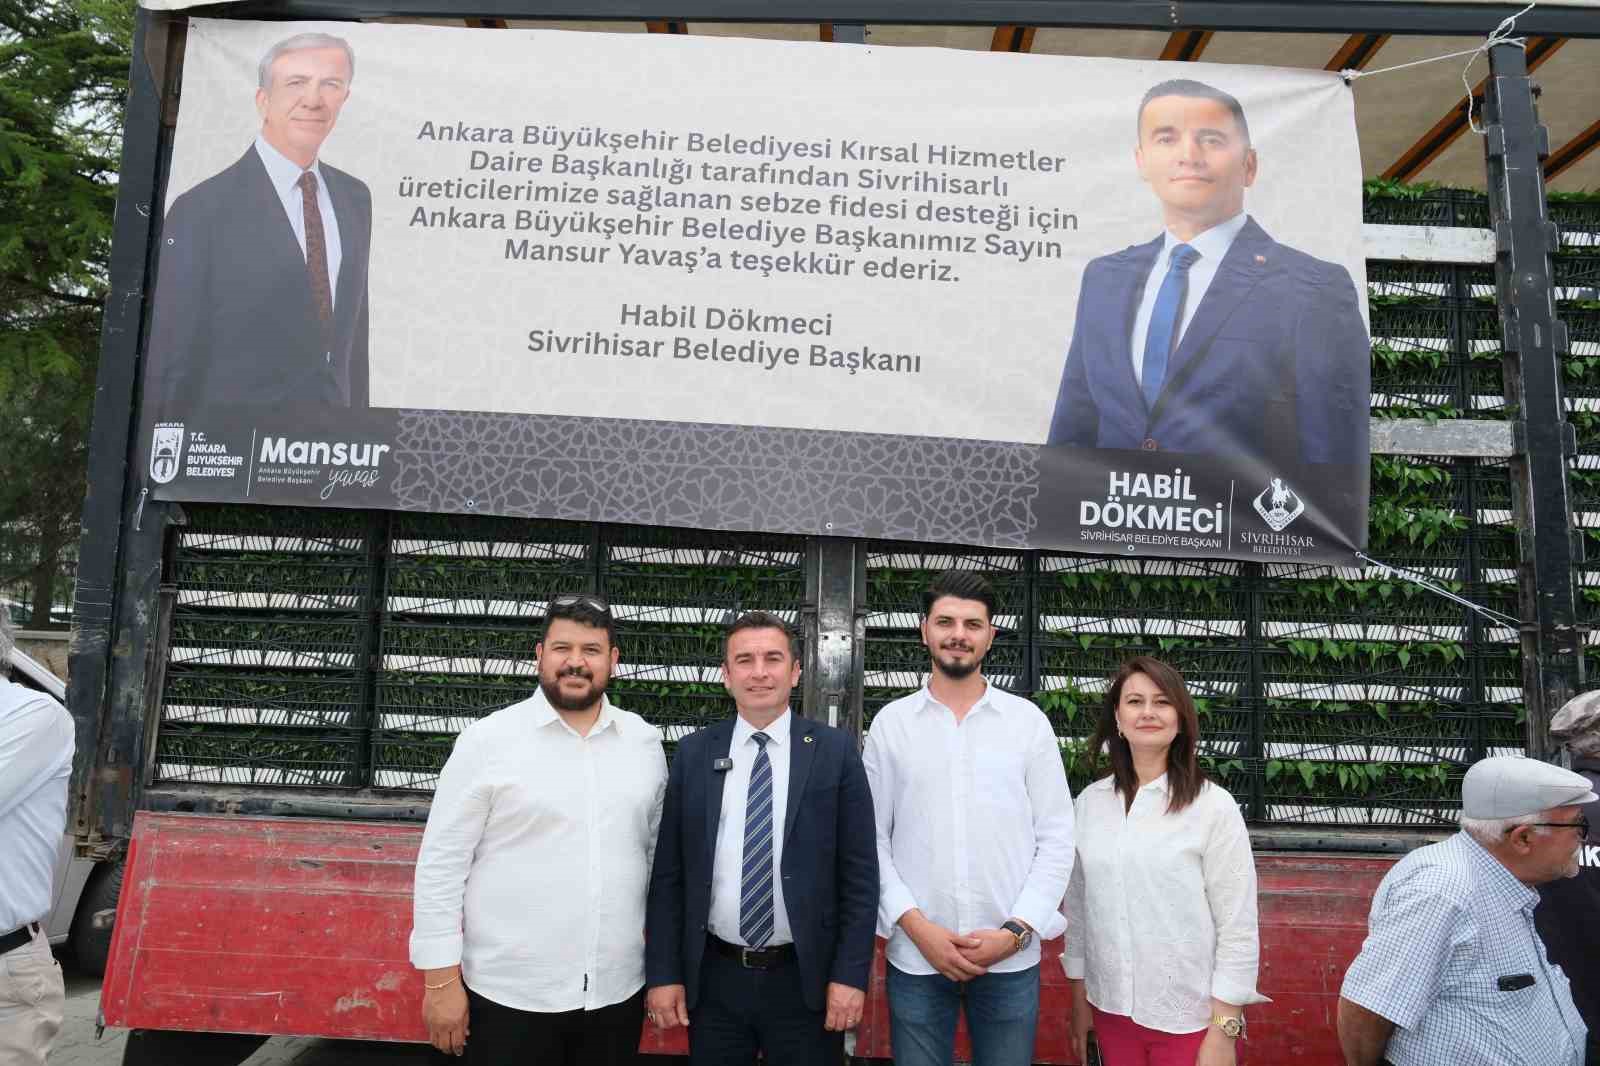 Ankara Büyükşehir Belediyesi Kırsal Hizmetler
Daire Başkanlığı tarafından Sivrihisarlı
üreticilerimize sağlanan sebze fidesi desteği için
Ankara Büyükşehir Belediye Başkanımız Sayın
Mansur Yavaş'a teşekkür ederiz.
Habil Dökmeci
Sivrihisar Belediye Başkanı
ANKARA
T.C.
ANKARA
BÜYÜKŞEHİR
BELEDİYESİ
Mansur
yavaş
Ankara Büyükşehir
Belediye Başkanı
HABİL
DÖKMECİ
SİVRİHİSAR BELEDİYE BAŞKANI
SİVRİHİSAR
BELEDİYESİ